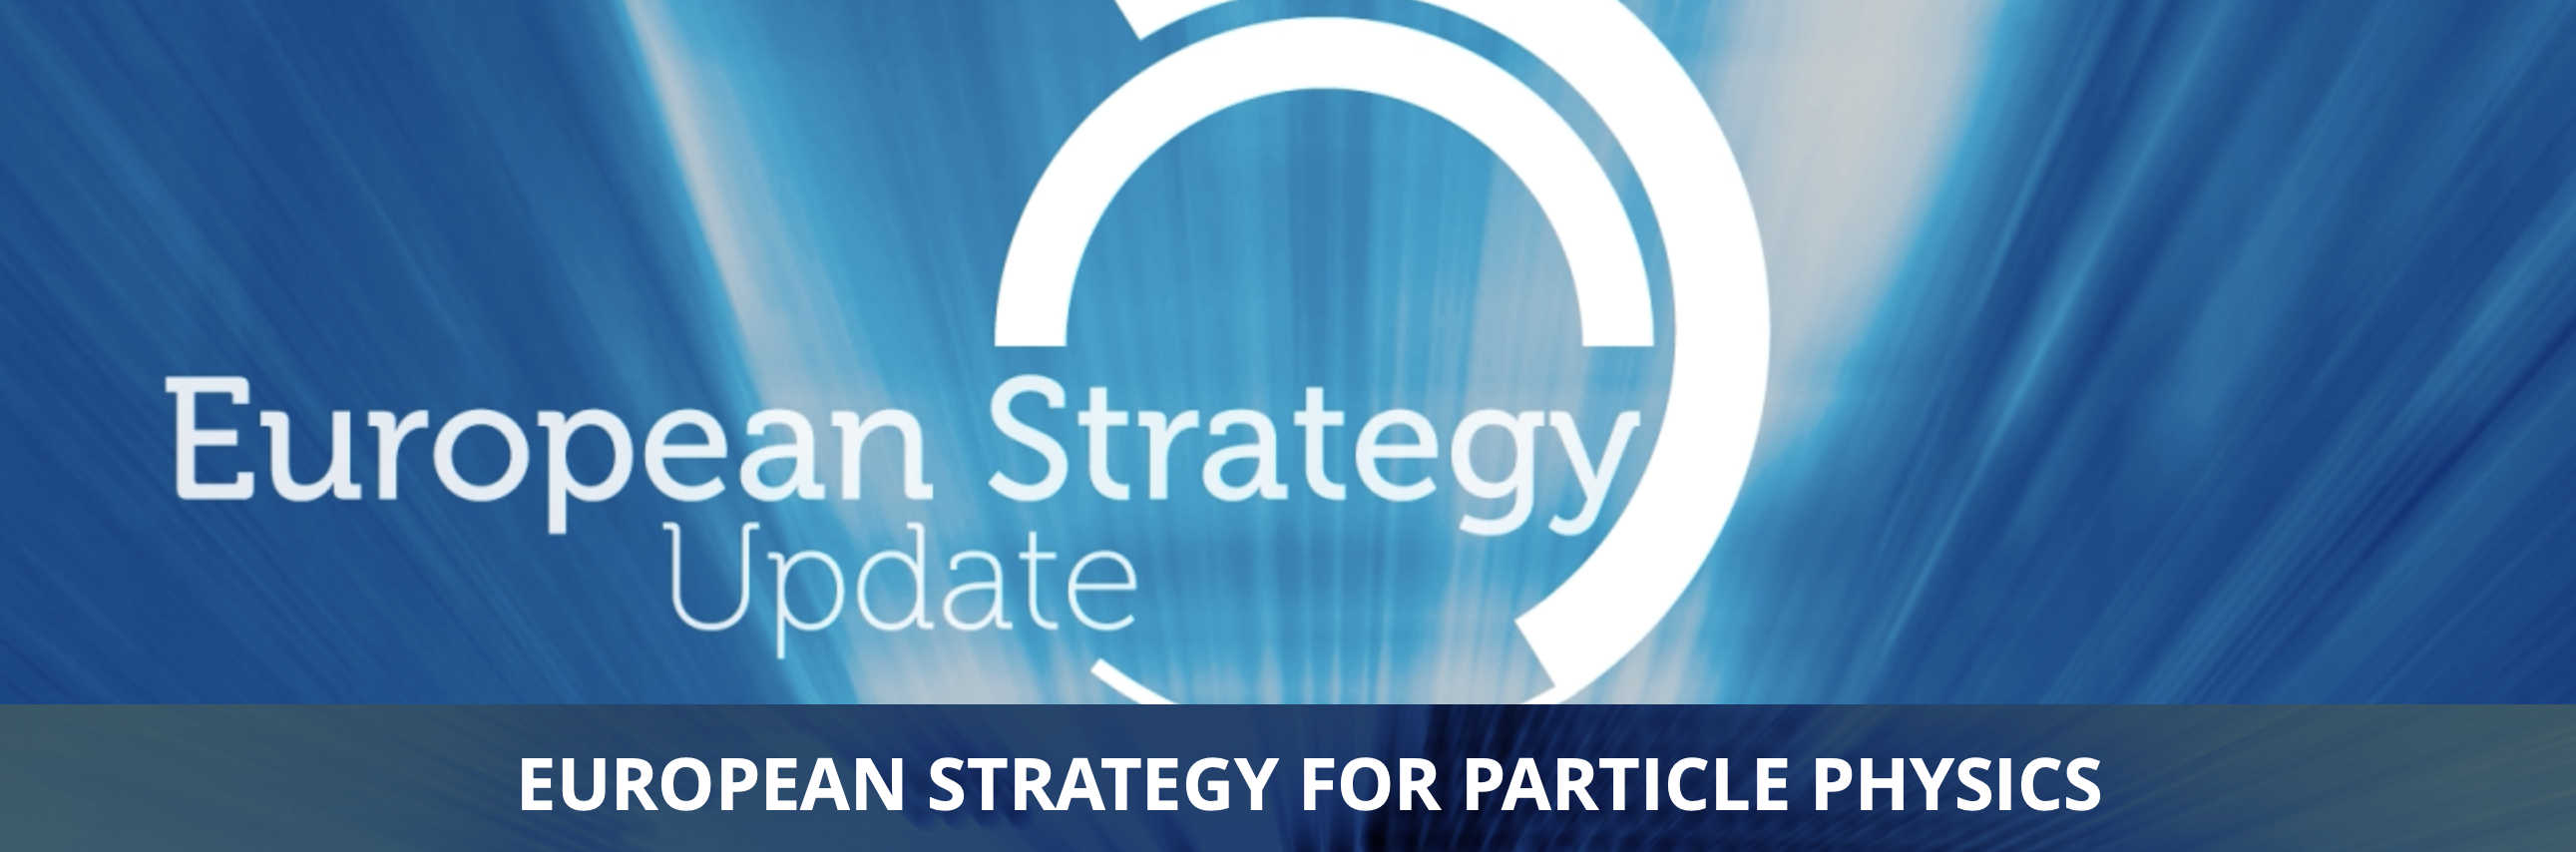 European Strategy
Update
EUROPEAN STRATEGY FOR PARTICLE PHYSICS